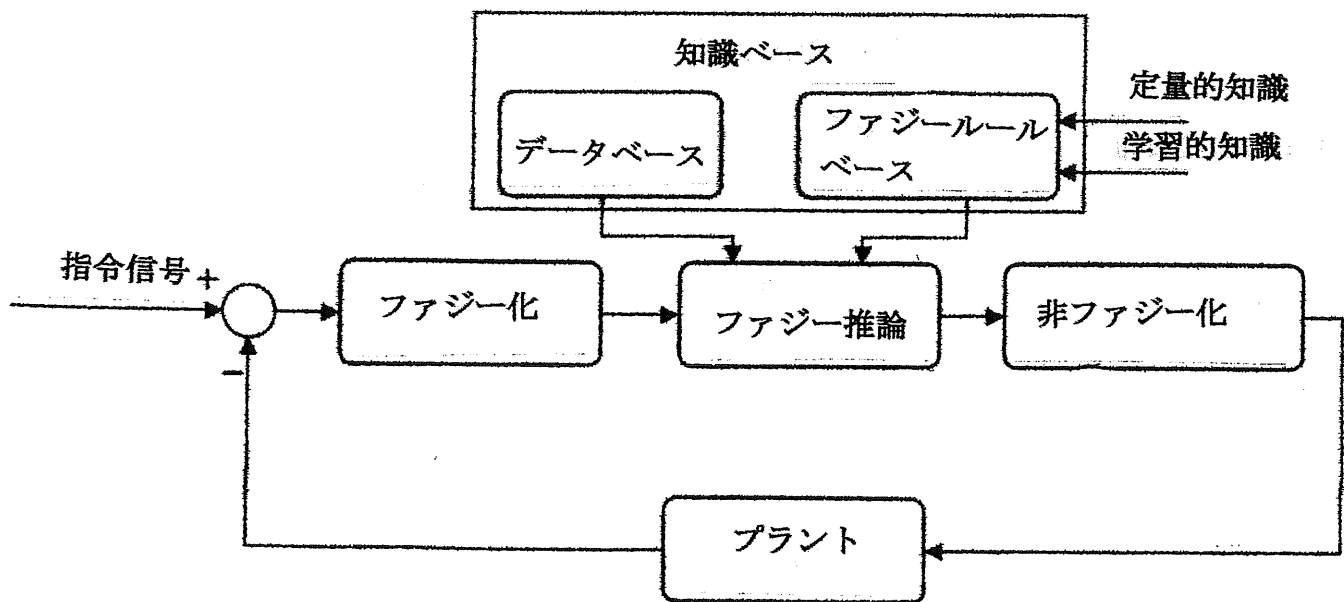 知識ベース
定量的知識
データベース
ファジールール
ベース
学習的知識
指令信号
+
ファジー化
ファジー推論
非ファジー化
−
プラント